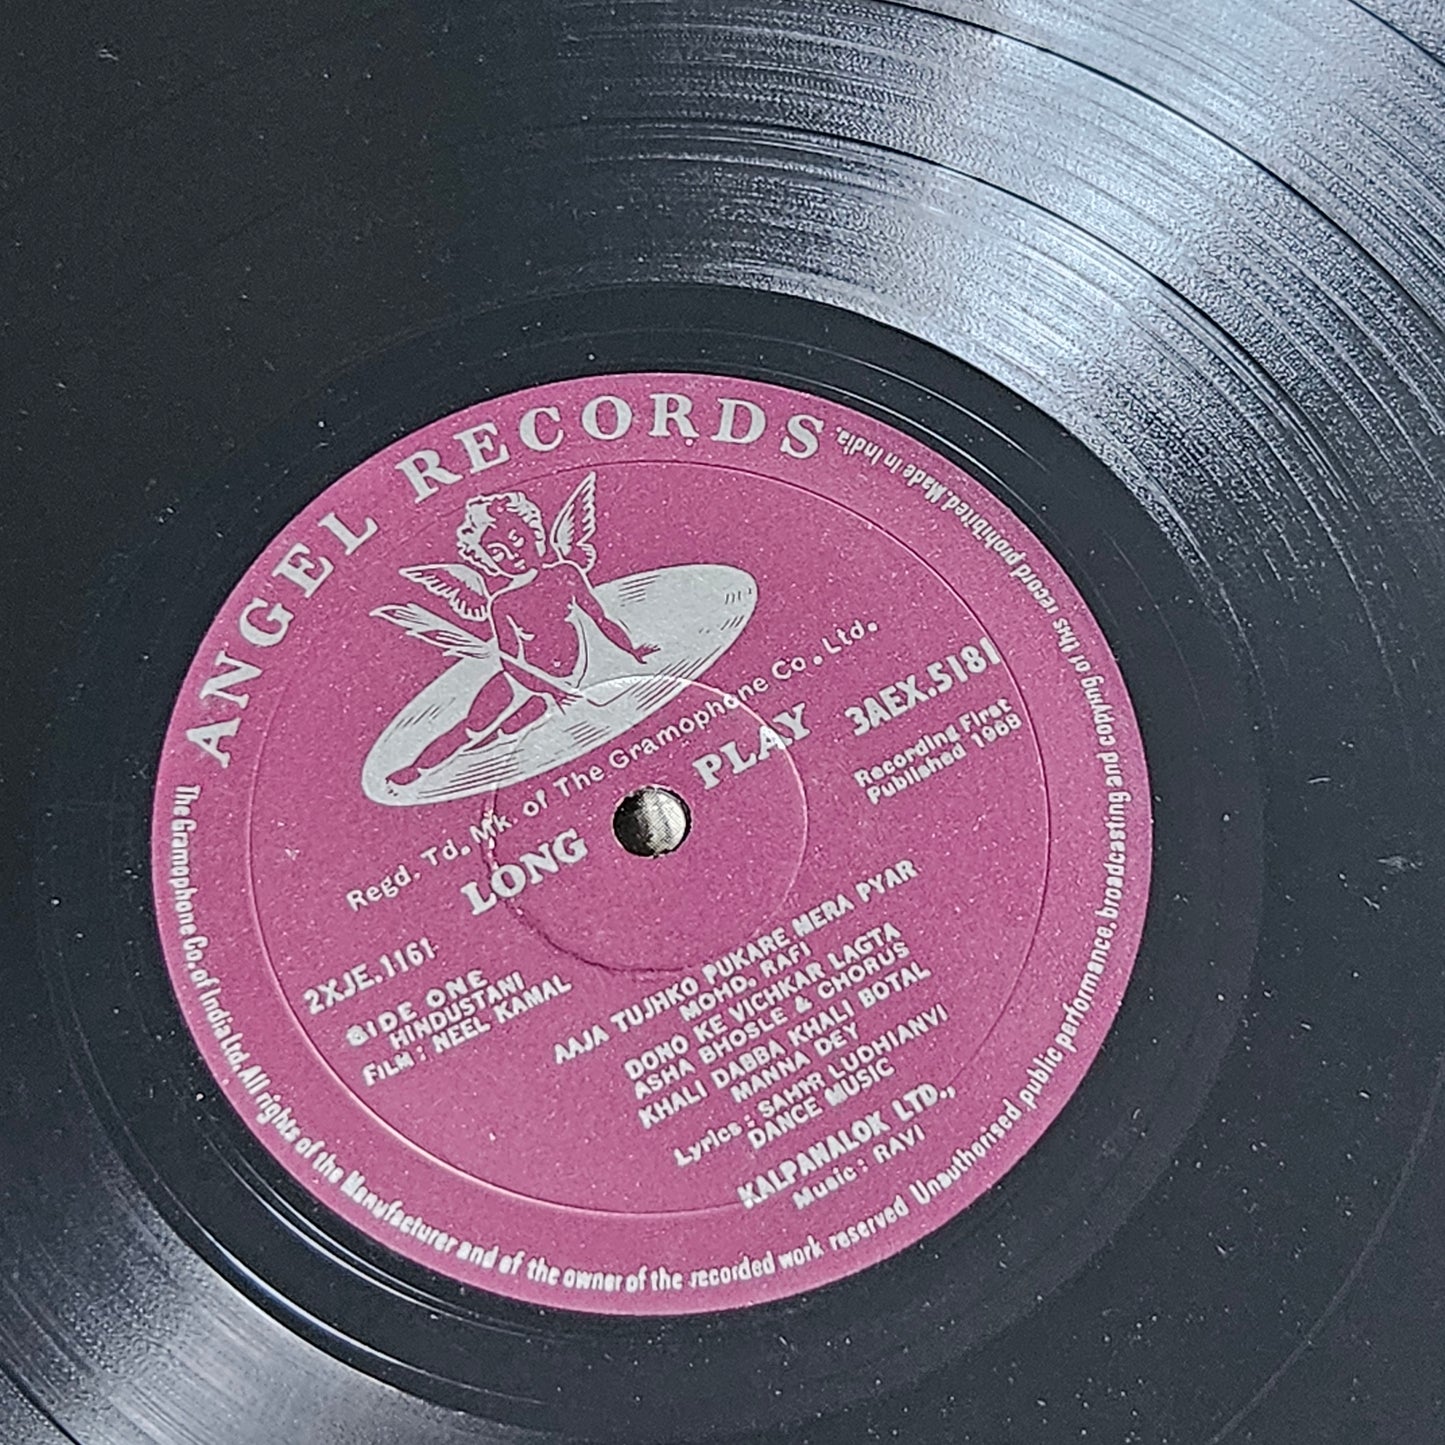 ANGEL RECORDS
Regd. Td. Mk. of The Gramophone Co. Ltd.
LONG PLAY
3AEX.5181
Recording First
Published 1968
2XJE.1161
SIDE ONE
HINDUSTANI
FILM : NEEL KAMAL
AAJA TUJHKO PUKARE MERA PYAR
MOHD. RAFI
DONO KE VICHKAR LAGTA
ASHA BHOSLE & CHORUS
KHALI DABBA KHALI BOTAL
MANNA DEY
Lyrics : SAHIR LUDHIANVI
DANCE MUSIC
KALPANALOK LTD.,
Music : RAVI
The Gramophone Co. of India Ltd. All rights of the Manufacturer and of the owner of the recorded work reserved Unauthorised public performance, broadcasting and copying of this record prohibited. Made in India.